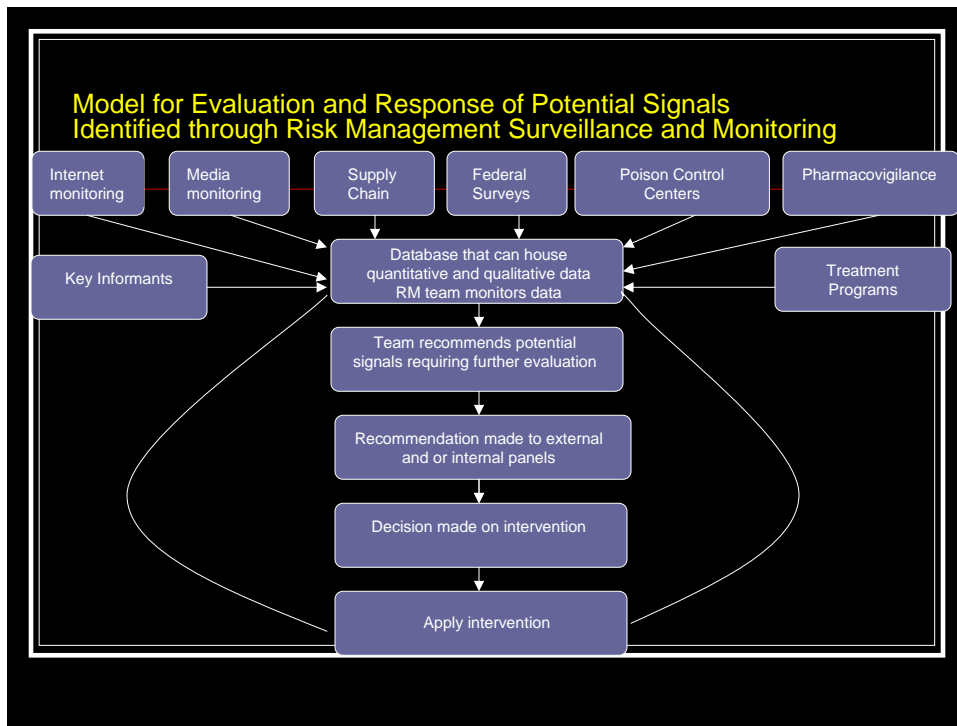 Model for Evaluation and Response of Potential Signals
Identified through Risk Management Surveillance and Monitoring
Internet
monitoring
Media
monitoring
Supply
Chain
Federal
Surveys
Poison Control
Centers
Pharmacovigilance
Key Informants
Database that can house
quantitative and qualitative data
RM team monitors data
Treatment
Programs
Team recommends potential
signals requiring further evaluation
Recommendation made to external
and or internal panels
Decision made on intervention
Apply intervention